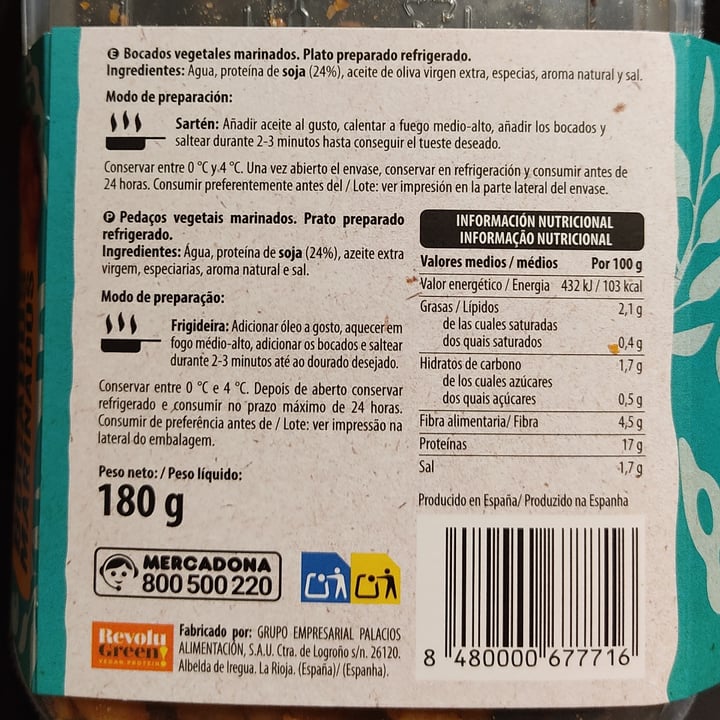 E Bocados vegetales marinados. Plato preparado refrigerado.
Ingredientes: Agua, proteína de soja (24%), aceite de oliva virgen extra, especias, aroma natural y sal.
Modo de preparación:
Sartén: Añadir aceite al gusto, calentar a fuego medio-alto, añadir los bocados y
saltear durante 2-3 minutos hasta conseguir el tueste deseado.
Conservar entre 0 °C y 4 °C. Una vez abierto el envase, conservar en refrigeración y consumir antes de
24 horas. Consumir preferentemente antes del / Lote: ver impresión en la parte lateral del envase.
P Pedaços vegetais marinados. Prato preparado
refrigerado.
Ingredientes: Água, proteína de soja (24%), azeite extra
virgem, especiarias, aroma natural e sal.
Modo de preparação:
Frigideira: Adicionar óleo a gosto, aquecer em
fogo médio-alto, adicionar os bocados e saltear
durante 2-3 minutos até ao dourado desejado.
Conservar entre 0 °C e 4 °C. Depois de aberto conservar
refrigerado e consumir no prazo máximo de 24 horas.
Consumir de preferência antes de / Lote: ver impressão na
lateral do embalagem.
Peso neto: / Peso líquido:
180 g
MERCADONA
800 500 220
Revolu
Green!
VEGAN PROTEIN
Fabricado por: GRUPO EMPRESARIAL PALACIOS
ALIMENTACIÓN, S.A.U. Ctra. de Logroño s/n. 26120.
Albelda de Iregua. La Rioja. (España)/ (Espanha).
INFORMACIÓN NUTRICIONAL
INFORMAÇÃO NUTRICIONAL
Valores medios / médios Por 100 g
Valor energético / Energia 432 kJ / 103 kcal
Grasas / Lípidos 2,1 g
de las cuales saturadas
dos quais saturados 0,4 g
Hidratos de carbono 1,7 g
de los cuales azúcares
dos quais açúcares 0,5 g
Fibra alimentaria/ Fibra 4,5 g
Proteínas 17 g
Sal 1,7 g
Producido en España/ Produzido na Espanha
8 480000 677716